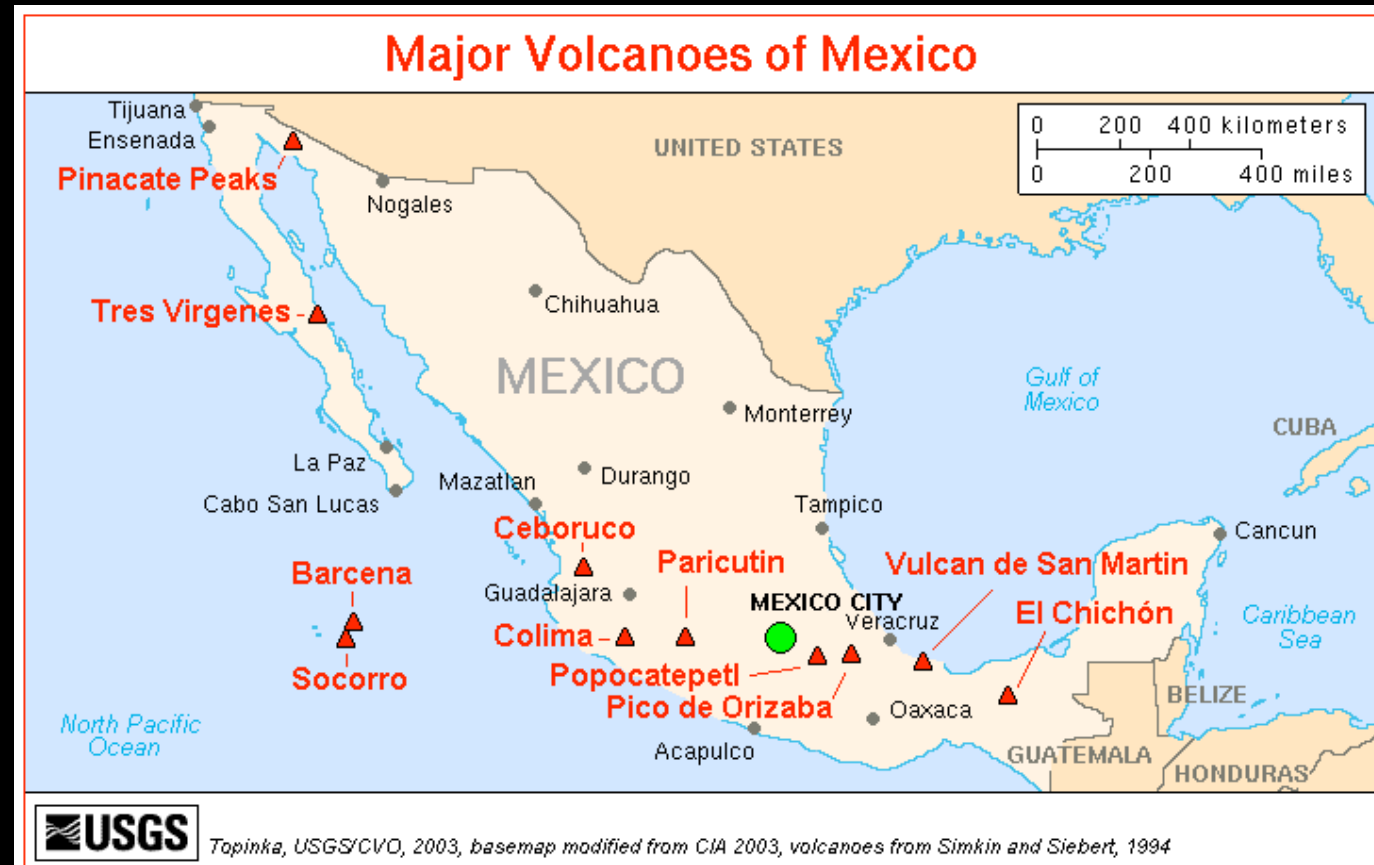 Major Volcanoes of Mexico
Tijuana
Ensenada
Pinacate Peaks
Nogales
UNITED STATES
0 200 400 kilometers
0 200 400 miles
Tres Virgenes
Chihuahua
MEXICO
Gulf of
Mexico
Monterrey
CUBA
La Paz
Cabo San Lucas
Mazatlan
Durango
Tampico
Cancun
Ceboruco
Barcena
Guadalajara
Paricutin
Vulcan de San Martin
MEXICO CITY
Veracruz
El Chichón
Caribbean
Sea
Colima
Socorro
Popocatepetl
Pico de Orizaba
Oaxaca
BELIZE
North Pacific
Ocean
Acapulco
GUATEMALA
HONDURAS
USGS
Topinka, USGS/CVO, 2003, basemap modified from CIA 2003, volcanoes from Simkin and Siebert, 1994